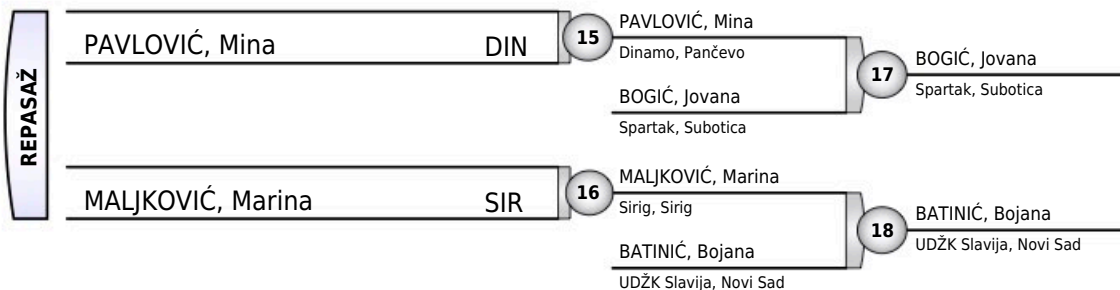 REPASAŽ
PAVLOVIĆ, Mina DIN
15
PAVLOVIĆ, Mina
Dinamo, Pančevo
BOGIĆ, Jovana
Spartak, Subotica
17
BOGIĆ, Jovana
Spartak, Subotica
MALJKOVIĆ, Marina SIR
16
MALJKOVIĆ, Marina
Sirig, Sirig
BATINIĆ, Bojana
UDŽK Slavija, Novi Sad
18
BATINIĆ, Bojana
UDŽK Slavija, Novi Sad